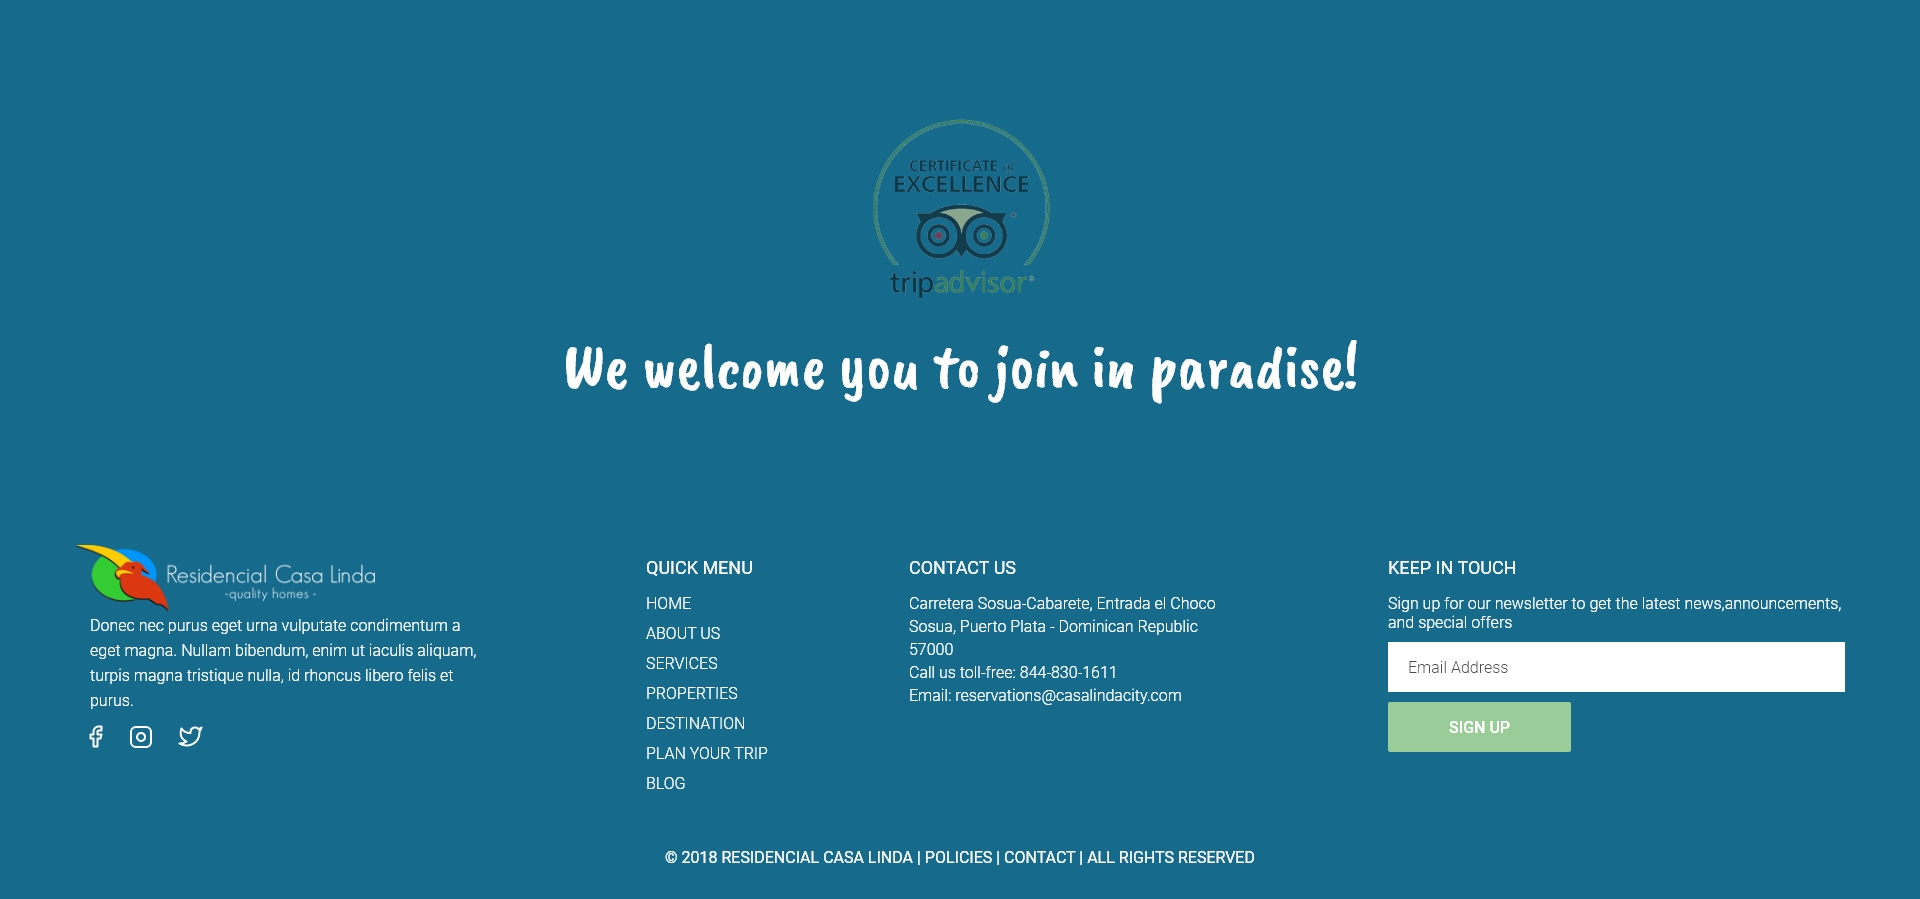 CERTIFICATE of
EXCELLENCE
tripadvisor®
We welcome you to join in paradise!
Residencial Casa Linda
-quality homes -
Donec nec purus eget urna vulputate condimentum a
eget magna. Nullam bibendum, enim ut iaculis aliquam,
turpis magna tristique nulla, id rhoncus libero felis et
purus.
QUICK MENU
HOME
ABOUT US
SERVICES
PROPERTIES
DESTINATION
PLAN YOUR TRIP
BLOG
CONTACT US
Carretera Sosua-Cabarete, Entrada el Choco
Sosua, Puerto Plata - Dominican Republic
57000
Call us toll-free: 844-830-1611
Email: reservations@casalindacity.com
KEEP IN TOUCH
Sign up for our newsletter to get the latest news,announcements,
and special offers
Email Address
SIGN UP
© 2018 RESIDENCIAL CASA LINDA | POLICIES | CONTACT | ALL RIGHTS RESERVED